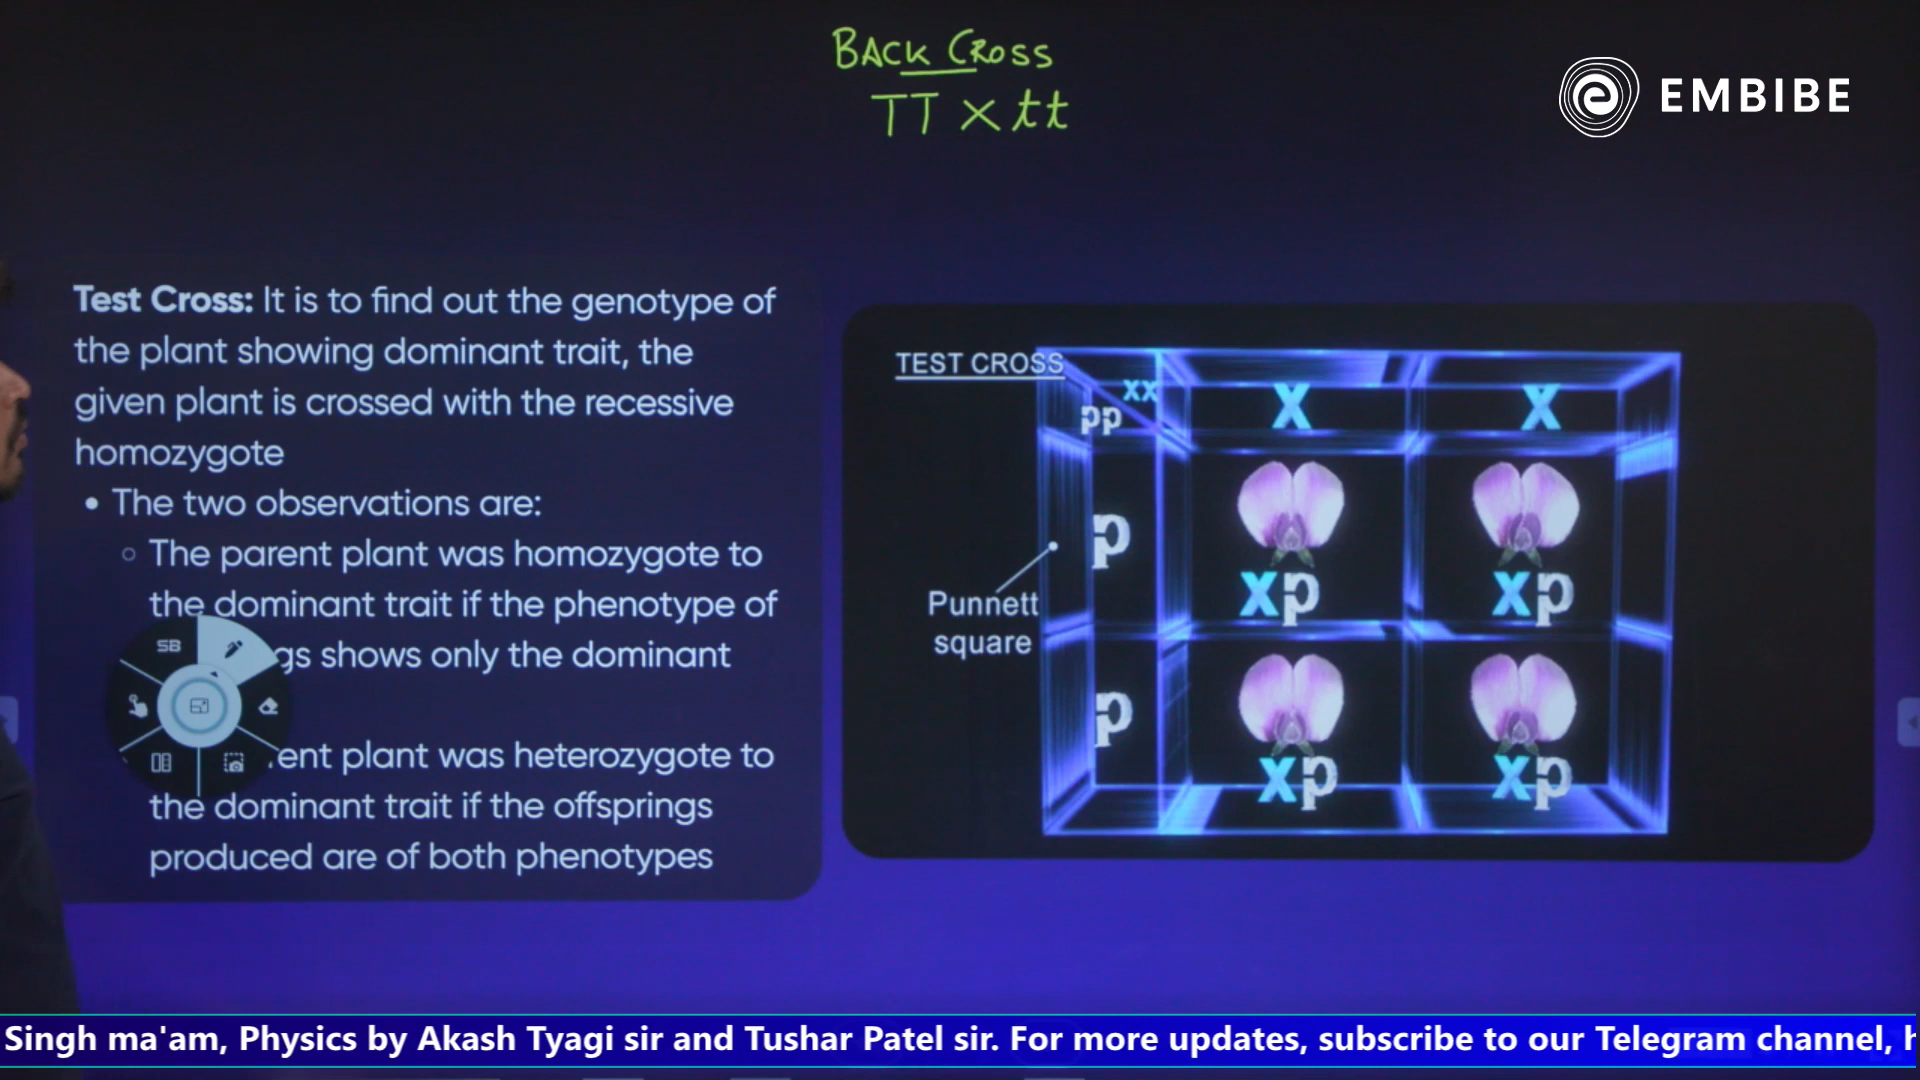 BACK CROSS
TT X tt
EMBIBE
Test Cross: It is to find out the genotype of
the plant showing dominant trait, the
given plant is crossed with the recessive
homozygote
• The two observations are:
○ The parent plant was homozygote to
the dominant trait if the phenotype of
gs shows only the dominant
ent plant was heterozygote to
the dominant trait if the offsprings
produced are of both phenotypes
SB
TEST CROSS
xx
pp
X X
p
xp xp
Punnett
square
p
xp xp
Singh ma'am, Physics by Akash Tyagi sir and Tushar Patel sir. For more updates, subscribe to our Telegram channel, h